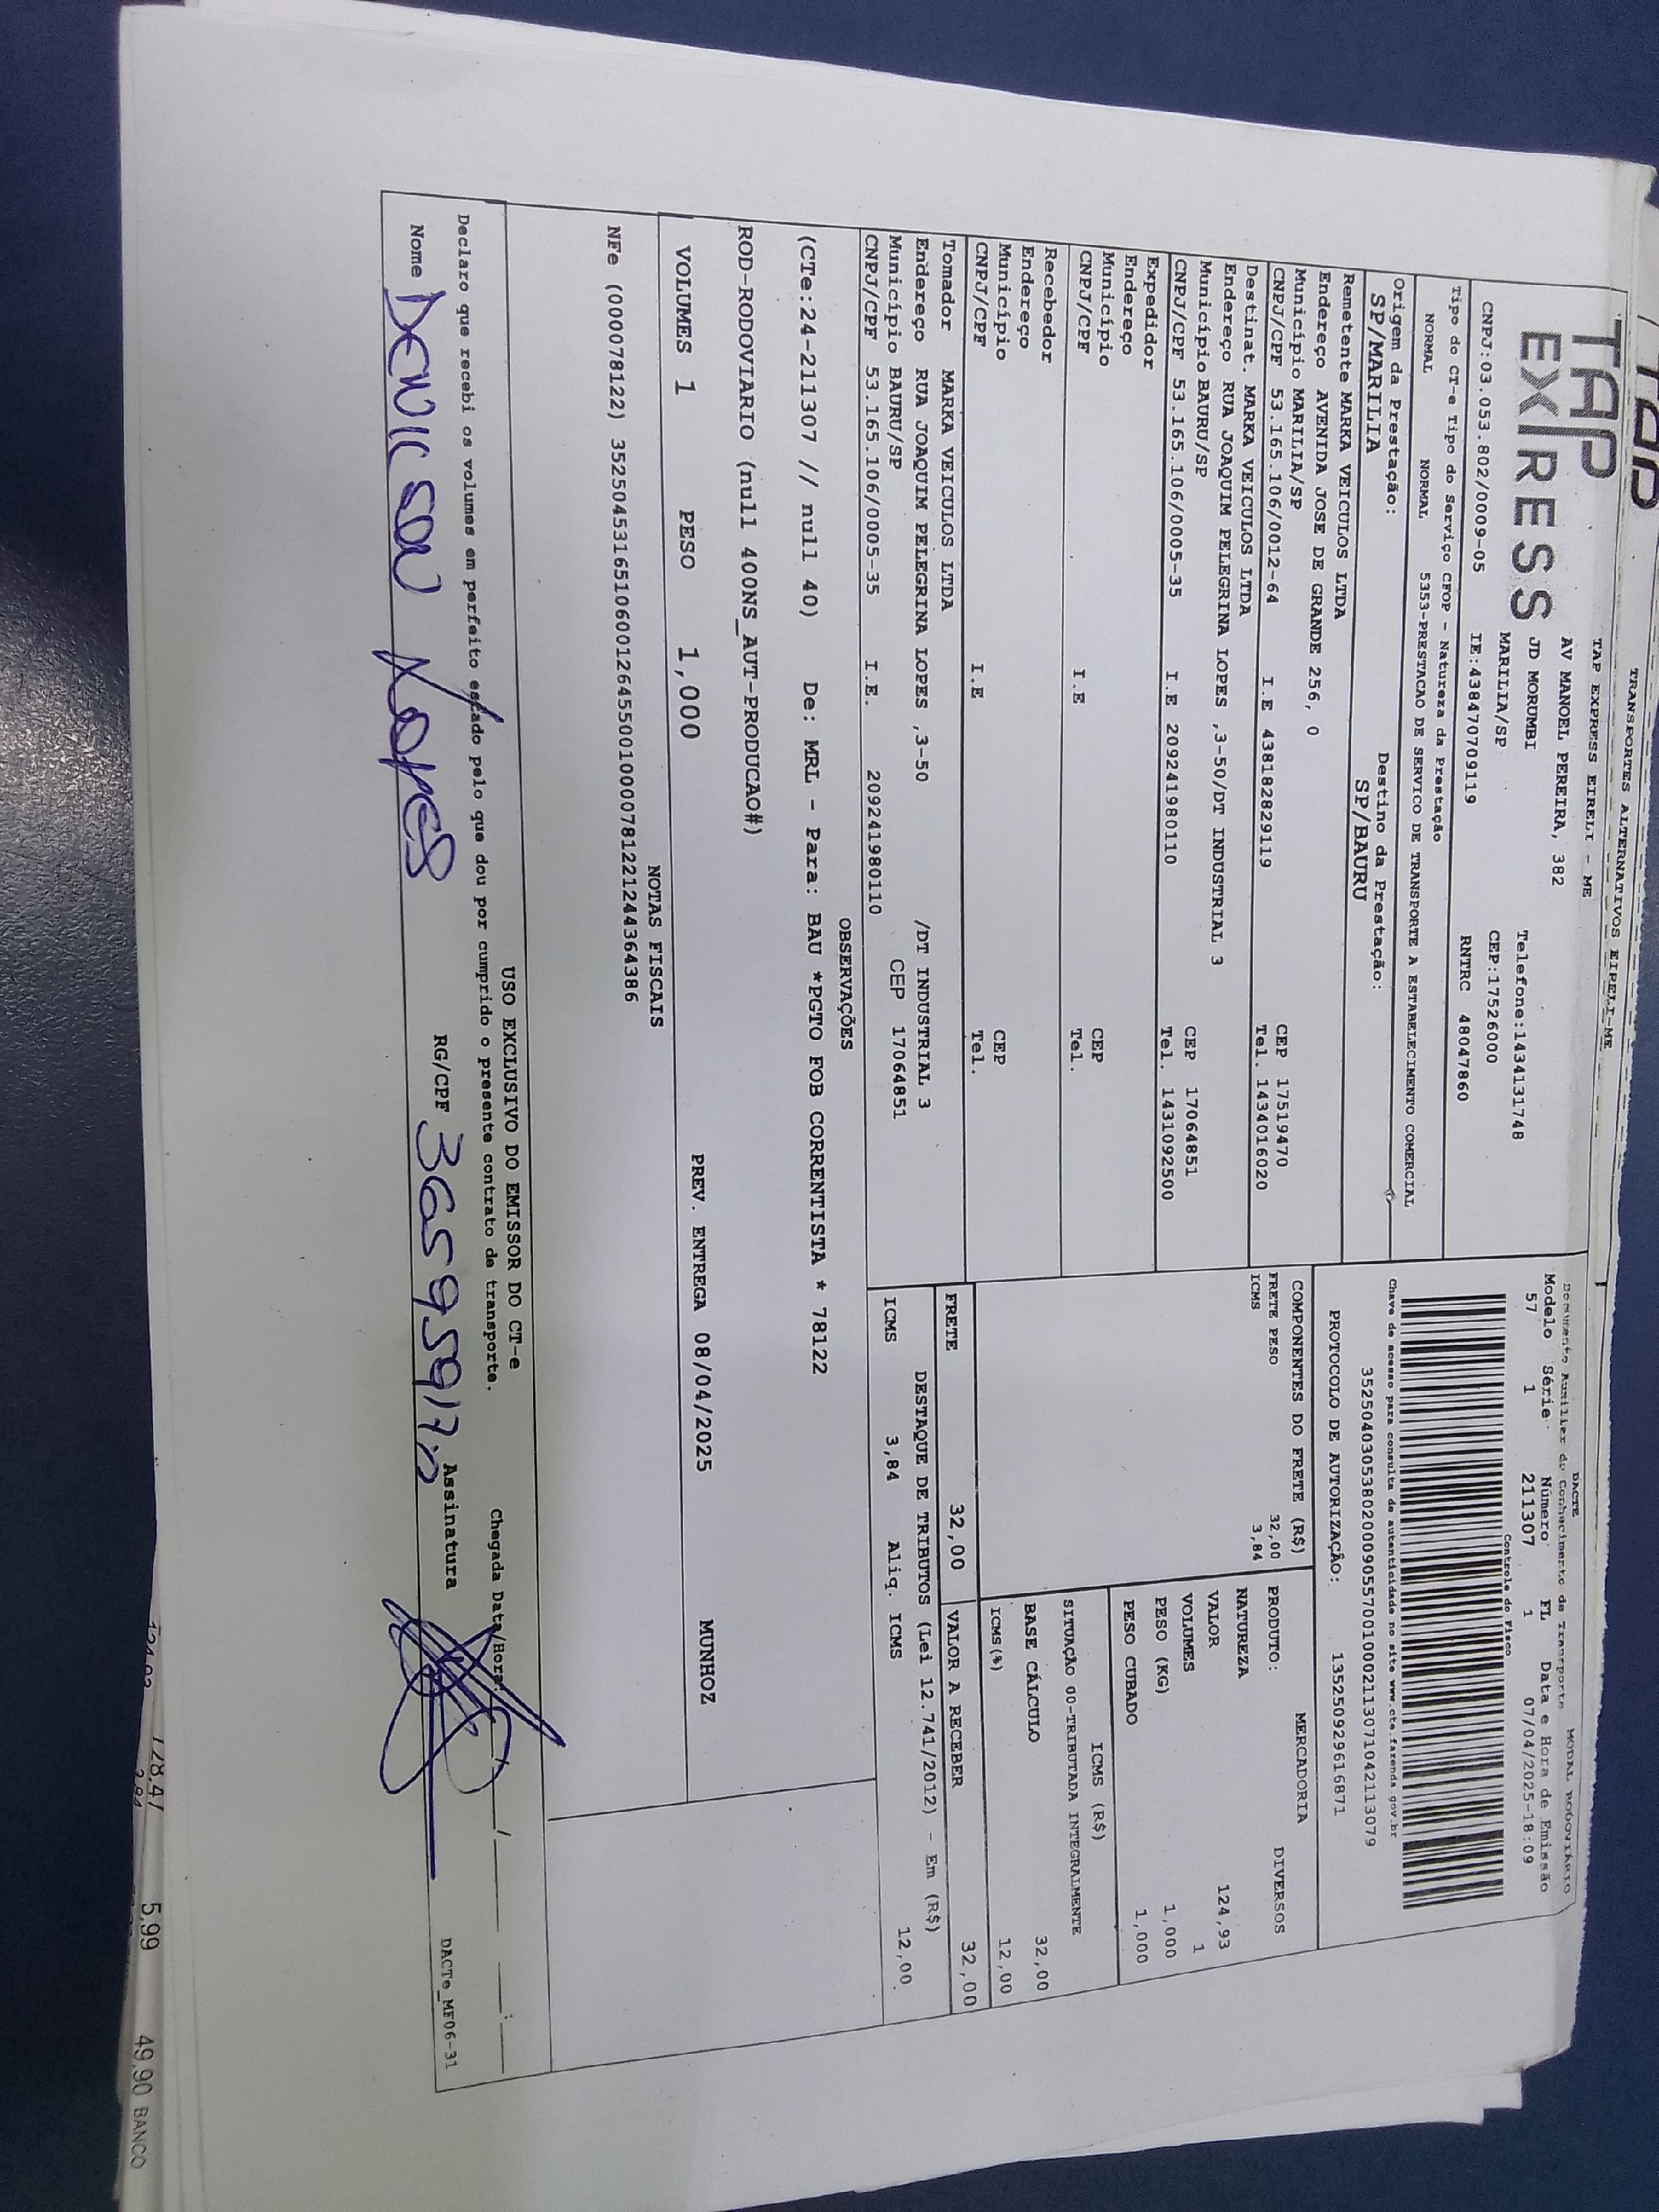 TAP
TRANSPORTES ALTERNATIVOS EIRELI-ME
TAP EXPRESS
TAP EXPRESS EIRELI - ME
AV MANOEL PEREIRA, 382
JD MORUMBI Telefone:1434131748
MARILIA/SP CEP:17526000
CNPJ:03.053.802/0009-05 IE:438470709119 RNTRC 48047860
Tipo do CT-e Tipo do Serviço CFOP - Natureza da Prestação
NORMAL NORMAL 5353-PRESTACAO DE SERVICO DE TRANSPORTE A ESTABELECIMENTO COMERCIAL
Origem da Prestação: Destino da Prestação:
SP/MARILIA SP/BAURU
Remetente MARKA VEICULOS LTDA
Endereço AVENIDA JOSE DE GRANDE 256, 0
Município MARILIA/SP CEP 17519470
CNPJ/CPF 53.165.106/0012-64 I.E 438182829119 Tel. 1434016020
Destinat. MARKA VEICULOS LTDA
Endereço RUA JOAQUIM PELEGRINA LOPES ,3-50/DT INDUSTRIAL 3
Município BAURU/SP CEP 17064851
CNPJ/CPF 53.165.106/0005-35 I.E 209241980110 Tel. 1431092500
Expedidor
Endereço
Município CEP
CNPJ/CPF I.E Tel.
Recebedor
Endereço
Município CEP
CNPJ/CPF I.E Tel.
Tomador MARKA VEICULOS LTDA
Endereço RUA JOAQUIM PELEGRINA LOPES ,3-50 /DT INDUSTRIAL 3
Município BAURU/SP CEP 17064851
CNPJ/CPF 53.165.106/0005-35 I.E. 209241980110
DACTE MODAL RODOVIÁRIO
Documento Auxiliar do Conhecimento de Transporte
Modelo Série Número FL Data e Hora de Emissão
57 1 211307 1 07/04/2025-18:09
Controle do Fisco
Chave de acesso para consulta de autenticidade no site www.cte.fazenda.gov.br
35250403053802000905570010002113071042113079
PROTOCOLO DE AUTORIZAÇÃO: 135250929616871
COMPONENTES DO FRETE (R$)
FRETE PESO 32,00
ICMS 3,84
MERCADORIA
PRODUTO: DIVERSOS
NATUREZA
VALOR 124,93
VOLUMES 1
PESO (KG) 1,000
PESO CUBADO 1,000
ICMS (R$)
SITUAÇÃO 00-TRIBUTADA INTEGRALMENTE
BASE CÁLCULO 32,00
ICMS(%) 12,00
FRETE 32,00 VALOR A RECEBER 32,00
DESTAQUE DE TRIBUTOS (Lei 12.741/2012) - Em (R$)
ICMS 3,84 Aliq. ICMS 12,00
OBSERVAÇÕES
(CTe:24-211307 // null 40) De: MRL - Para: BAU *PGTO FOB CORRENTISTA * 78122
ROD-RODOVIARIO (null 400NS_AUT-PRODUCAO#)
VOLUMES 1 PESO 1,000 PREV. ENTREGA 08/04/2025 MUNHOZ
NOTAS FISCAIS
NFe (000078122) 35250453165106001264550010000781221244364386
USO EXCLUSIVO DO EMISSOR DO CT-e
Declaro que recebi os volumes em perfeito estado pelo que dou por cumprido o presente contrato de transporte. Chegada Data/Hora: / :
Nome Denilson Lopes RG/CPF Assinatura
DACTe_MF06-31
5,99
49,90 BANCO